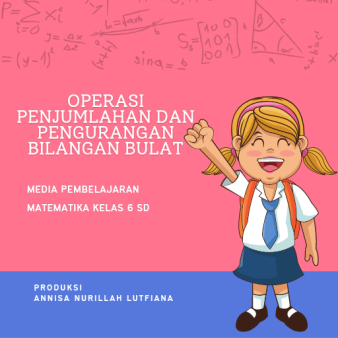 OPERASI
PENJUMLAHAN DAN
PENGURANGAN
BILANGAN BULAT
MEDIA PEMBELAJARAN
MATEMATIKA KELAS 6 SD
PRODUKSI
ANNISA NURILLAH LUTFIANA